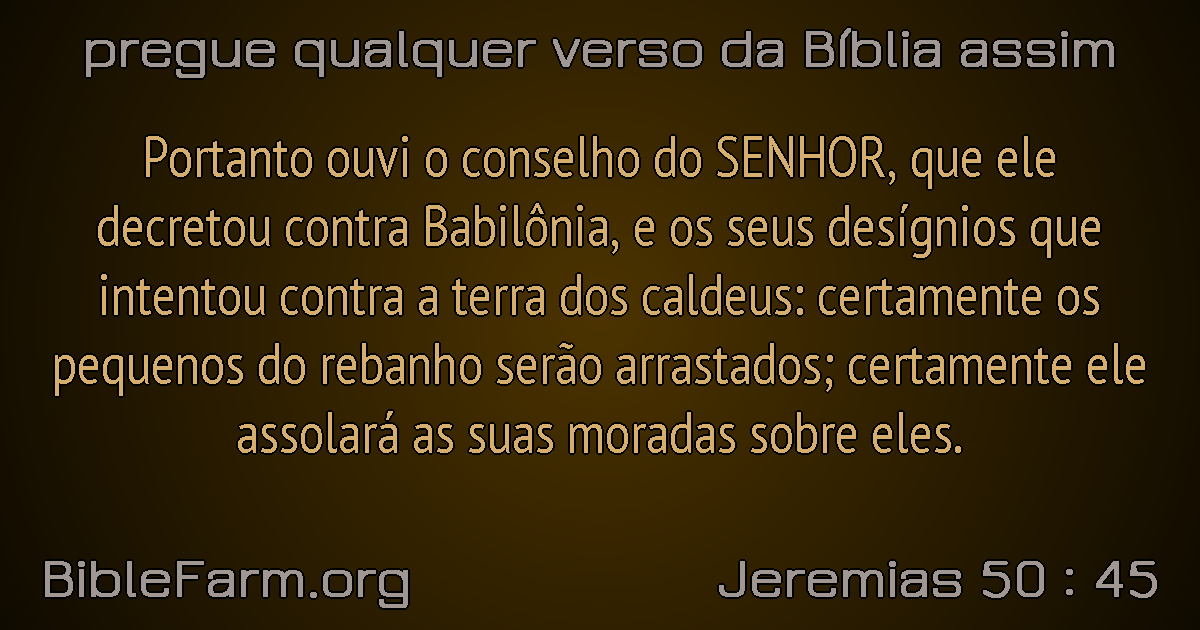 pregue qualquer verso da Bíblia assim
Portanto ouvi o conselho do SENHOR, que ele
decretou contra Babilônia, e os seus desígnios que
intentou contra a terra dos caldeus: certamente os
pequenos do rebanho serão arrastados; certamente ele
assolará as suas moradas sobre eles.
BibleFarm.org
Jeremias 50 : 45